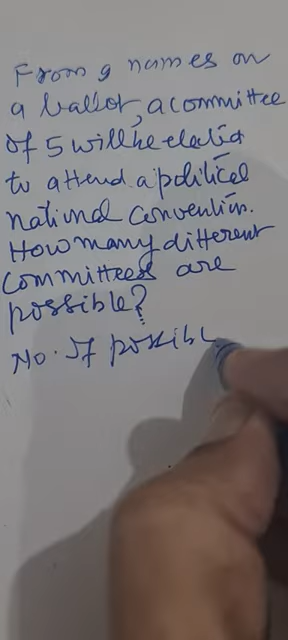 From 9 names on
a ballot, a committee
of 5 will be elected
to attend a political
national convention.
How many different
committees are
possible?
No. of possibl